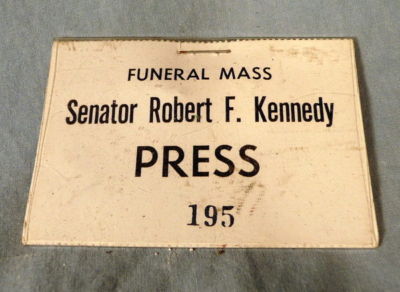 FUNERAL MASS
Senator Robert F. Kennedy
PRESS
195